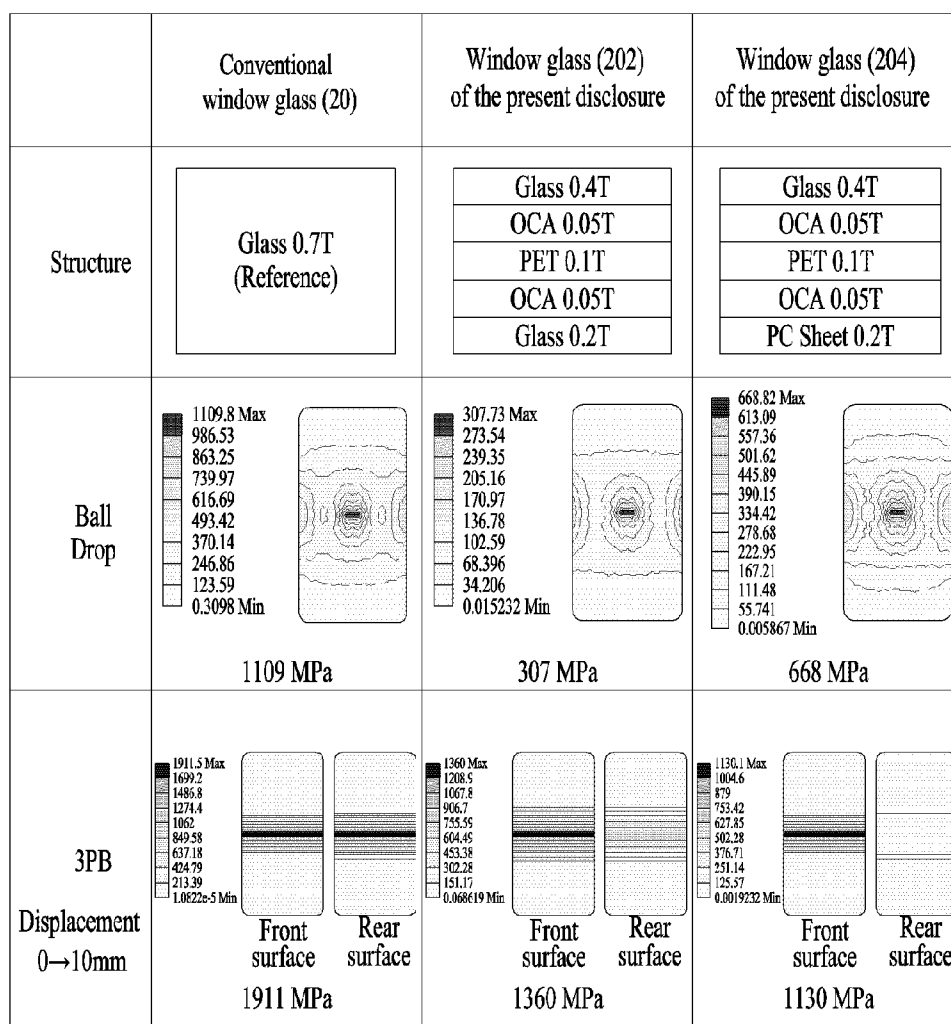 Conventional
window glass (20)
Window glass (202)
of the present disclosure
Window glass (204)
of the present disclosure
Structure
Glass 0.7T
(Reference)
Glass 0.4T
OCA 0.05T
PET 0.1T
OCA 0.05T
Glass 0.2T
Glass 0.4T
OCA 0.05T
PET 0.1T
OCA 0.05T
PC Sheet 0.2T
Ball
Drop
1109.8 Max
986.53
863.25
739.97
616.69
493.42
370.14
246.86
123.59
0.3098 Min
1109 MPa
307.73 Max
273.54
239.35
205.16
170.97
136.78
102.59
68.396
34.206
0.015232 Min
307 MPa
668.82 Max
613.09
557.36
501.62
445.89
390.15
334.42
278.68
222.95
167.21
111.48
55.741
0.005867 Min
668 MPa
3PB
Displacement
0→10mm
1911.5 Max
1699.2
1486.8
1274.4
1062
849.58
637.18
424.79
213.39
1.0822e-5 Min
Front
surface
Rear
surface
1911 MPa
1360 Max
1208.9
1067.8
906.7
755.59
604.49
453.38
302.28
151.17
0.068619 Min
Front
surface
Rear
surface
1360 MPa
1130.1 Max
1004.6
879
753.42
627.85
502.28
376.71
251.14
125.57
0.0019232 Min
Front
surface
Rear
surface
1130 MPa